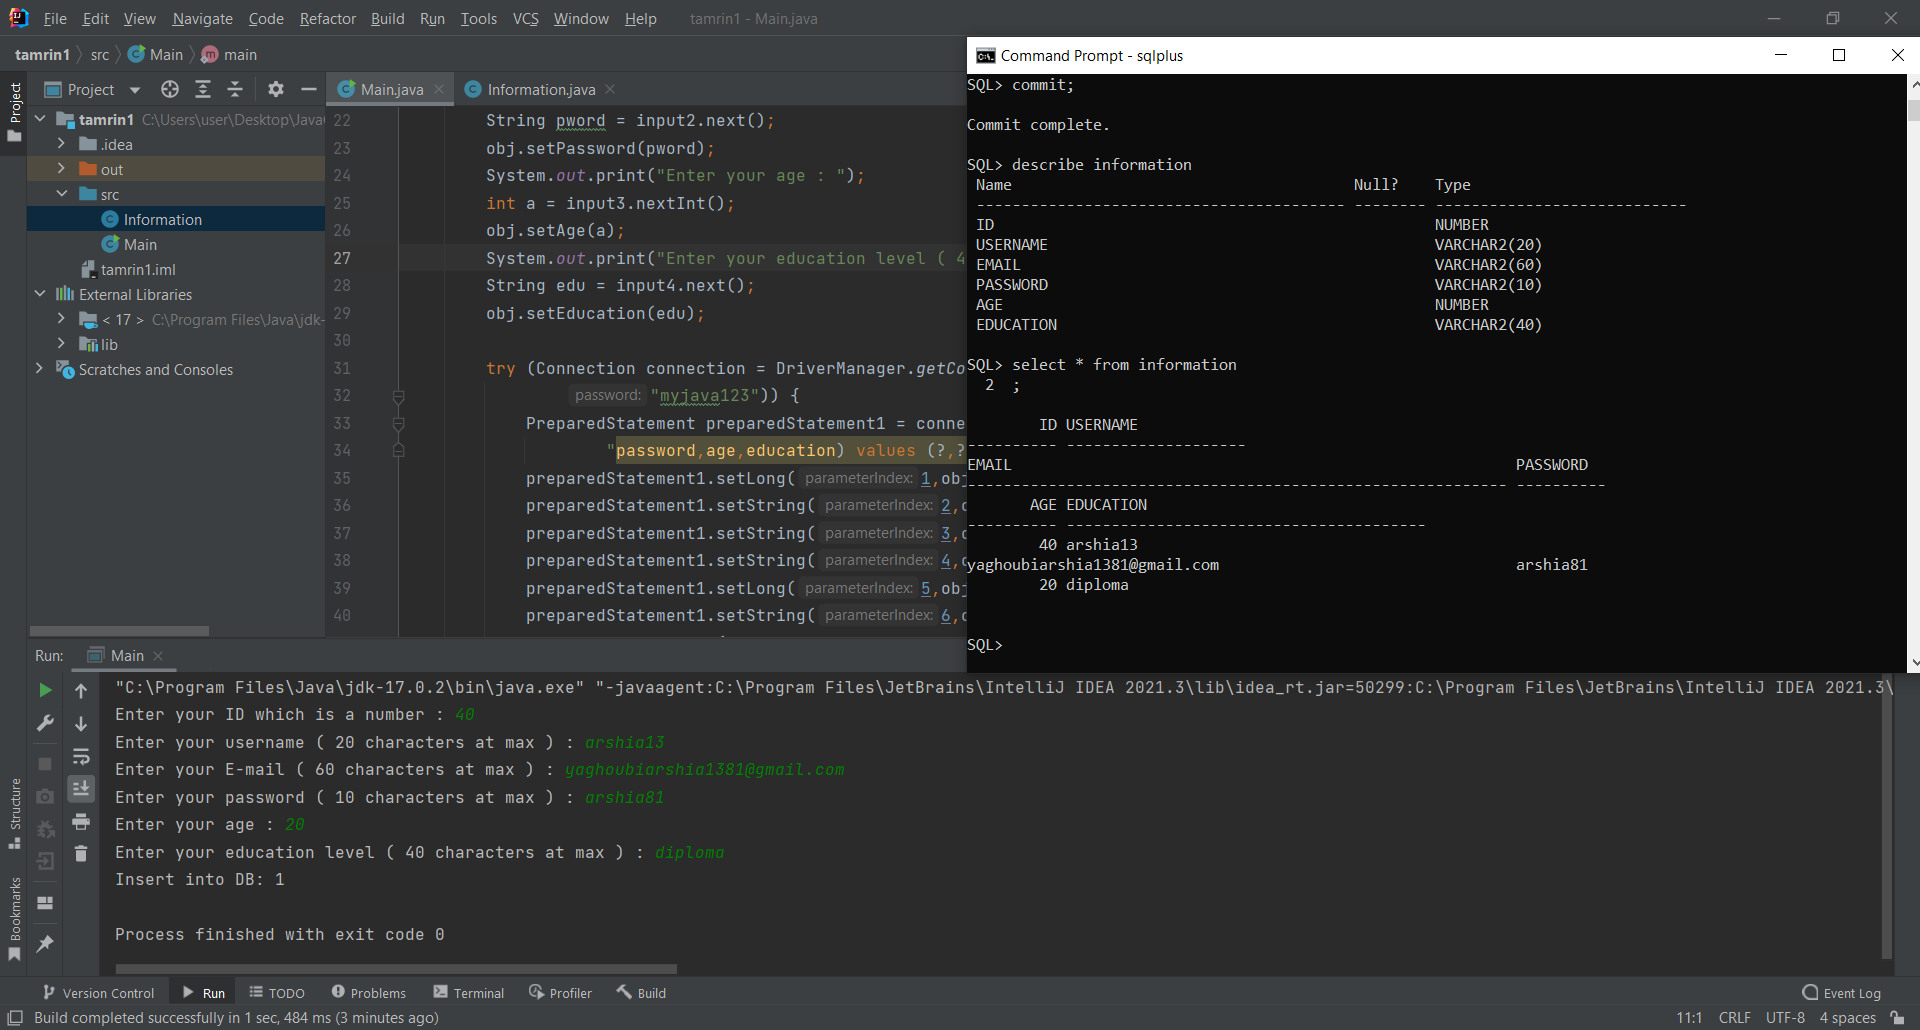 File Edit View Navigate Code Refactor Build Run Tools VCS Window Help tamrin1 - Main.java
tamrin1 src Main main
Project
Project
Main.java Information.java
tamrin1 C:\Users\user\Desktop\Java
.idea
out
src
Information
Main
tamrin1.iml
External Libraries
< 17 > C:\Program Files\Java\jdk-
lib
Scratches and Consoles
22 String pword = input2.next();
23 obj.setPassword(pword);
24 System.out.print("Enter your age : ");
25 int a = input3.nextInt();
26 obj.setAge(a);
27 System.out.print("Enter your education level ( 4
28 String edu = input4.next();
29 obj.setEducation(edu);
30
31 try (Connection connection = DriverManager.getCo
32 password: "myjava123")) {
33 PreparedStatement preparedStatement1 = conne
34 "password,age,education) values (?,?
35 preparedStatement1.setLong( parameterIndex: 1,obj
36 preparedStatement1.setString( parameterIndex: 2,o
37 preparedStatement1.setString( parameterIndex: 3,o
38 preparedStatement1.setString( parameterIndex: 4,o
39 preparedStatement1.setLong( parameterIndex: 5,obj
40 preparedStatement1.setString( parameterIndex: 6,o
Command Prompt - sqlplus
SQL> commit;
Commit complete.
SQL> describe information
Name Null? Type
----------------------------------------- -------- ----------------------------
ID NUMBER
USERNAME VARCHAR2(20)
EMAIL VARCHAR2(60)
PASSWORD VARCHAR2(10)
AGE NUMBER
EDUCATION VARCHAR2(40)
SQL> select * from information
2 ;
ID USERNAME
---------- --------------------
EMAIL PASSWORD
------------------------------------------------------------ ----------
AGE EDUCATION
---------- ----------------------------------------
40 arshia13
yaghoubiarshia1381@gmail.com arshia81
20 diploma
SQL>
Run: Main
"C:\Program Files\Java\jdk-17.0.2\bin\java.exe" "-javaagent:C:\Program Files\JetBrains\IntelliJ IDEA 2021.3\lib\idea_rt.jar=50299:C:\Program Files\JetBrains\IntelliJ IDEA 2021.3\
Enter your ID which is a number : 40
Enter your username ( 20 characters at max ) : arshia13
Enter your E-mail ( 60 characters at max ) : yaghoubiarshia1381@gmail.com
Enter your password ( 10 characters at max ) : arshia81
Enter your age : 20
Enter your education level ( 40 characters at max ) : diploma
Insert into DB: 1
Process finished with exit code 0
Structure
Bookmarks
Version Control Run TODO Problems Terminal Profiler Build Event Log
Build completed successfully in 1 sec, 484 ms (3 minutes ago) 11:1 CRLF UTF-8 4 spaces